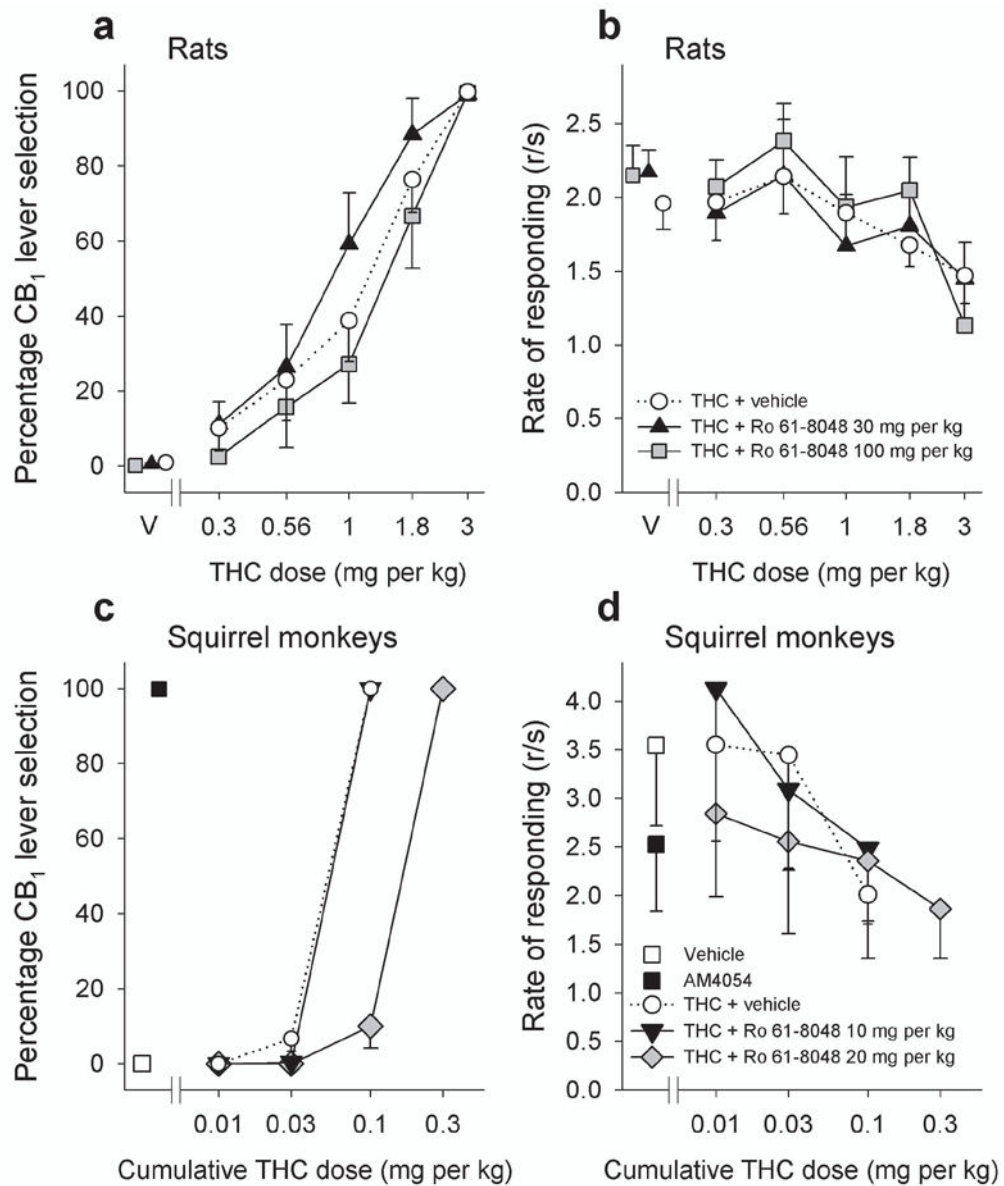 a
Rats
Percentage CB₁ lever selection
100
80
60
40
20
0
V
0.3
0.56
1
1.8
3
THC dose (mg per kg)
b
Rats
Rate of responding (r/s)
2.5
2.0
1.5
1.0
0.5
0.0
THC + vehicle
THC + Ro 61-8048 30 mg per kg
THC + Ro 61-8048 100 mg per kg
V
0.3
0.56
1
1.8
3
THC dose (mg per kg)
c
Squirrel monkeys
Percentage CB₁ lever selection
100
80
60
40
20
0
0.01
0.03
0.1
0.3
Cumulative THC dose (mg per kg)
d
Squirrel monkeys
Rate of responding (r/s)
4.0
3.5
3.0
2.5
2.0
1.5
1.0
0.5
0.0
Vehicle
AM4054
THC + vehicle
THC + Ro 61-8048 10 mg per kg
THC + Ro 61-8048 20 mg per kg
0.01
0.03
0.1
0.3
Cumulative THC dose (mg per kg)